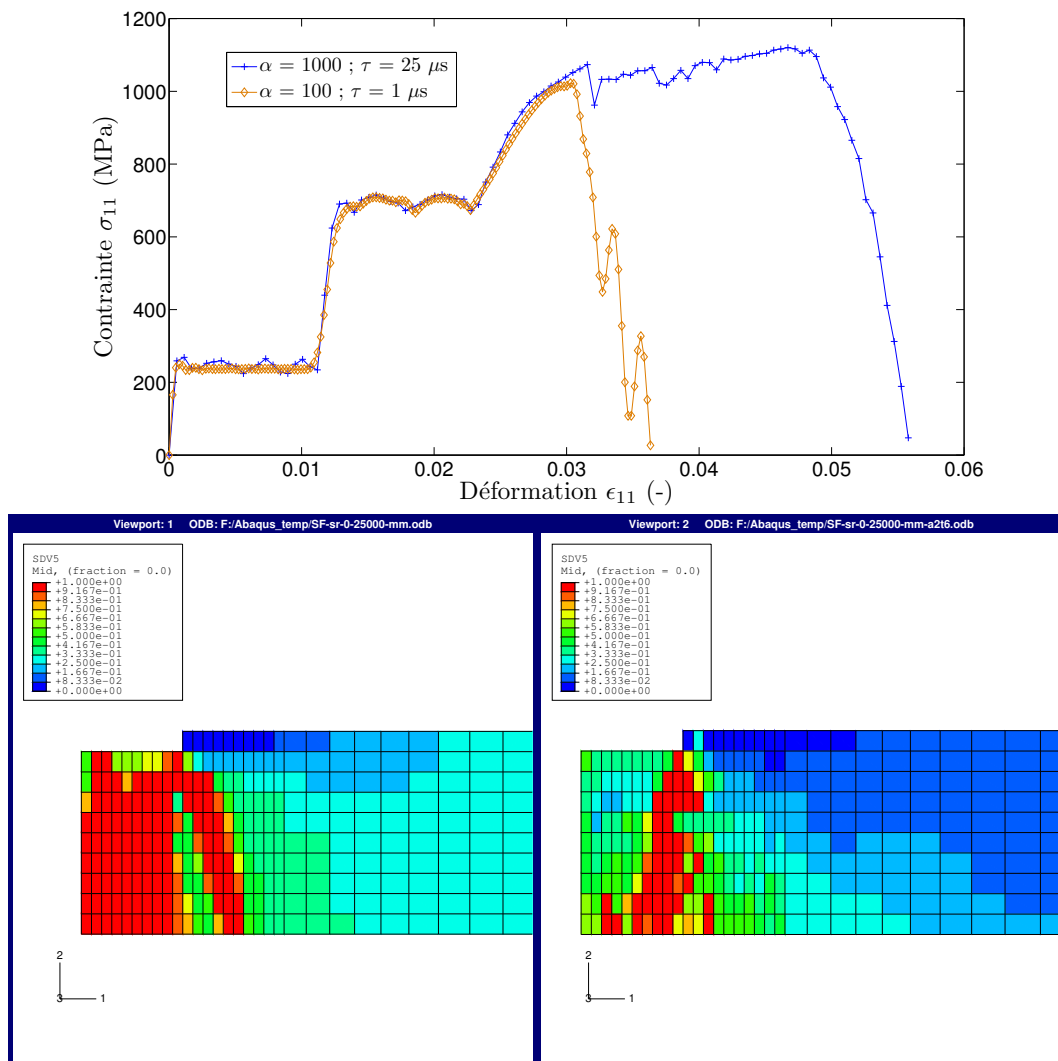 1200
1000
800
600
400
200
0
Contrainte σ11 (MPa)
α = 1000 ; τ = 25 μs
α = 100 ; τ = 1 μs
0 0.01 0.02 0.03 0.04 0.05 0.06
Déformation ϵ11 (-)
Viewport: 1 ODB: F:/Abaqus_temp/SF-sr-0-25000-mm.odb
SDV5
Mid, (fraction = 0.0)
+1.000e+00
+9.167e-01
+8.333e-01
+7.500e-01
+6.667e-01
+5.833e-01
+5.000e-01
+4.167e-01
+3.333e-01
+2.500e-01
+1.667e-01
+8.333e-02
+0.000e+00
2
3 1
Viewport: 2 ODB: F:/Abaqus_temp/SF-sr-0-25000-mm-a2t6.odb
SDV5
Mid, (fraction = 0.0)
+1.000e+00
+9.167e-01
+8.333e-01
+7.500e-01
+6.667e-01
+5.833e-01
+5.000e-01
+4.167e-01
+3.333e-01
+2.500e-01
+1.667e-01
+8.333e-02
+0.000e+00
2
3 1